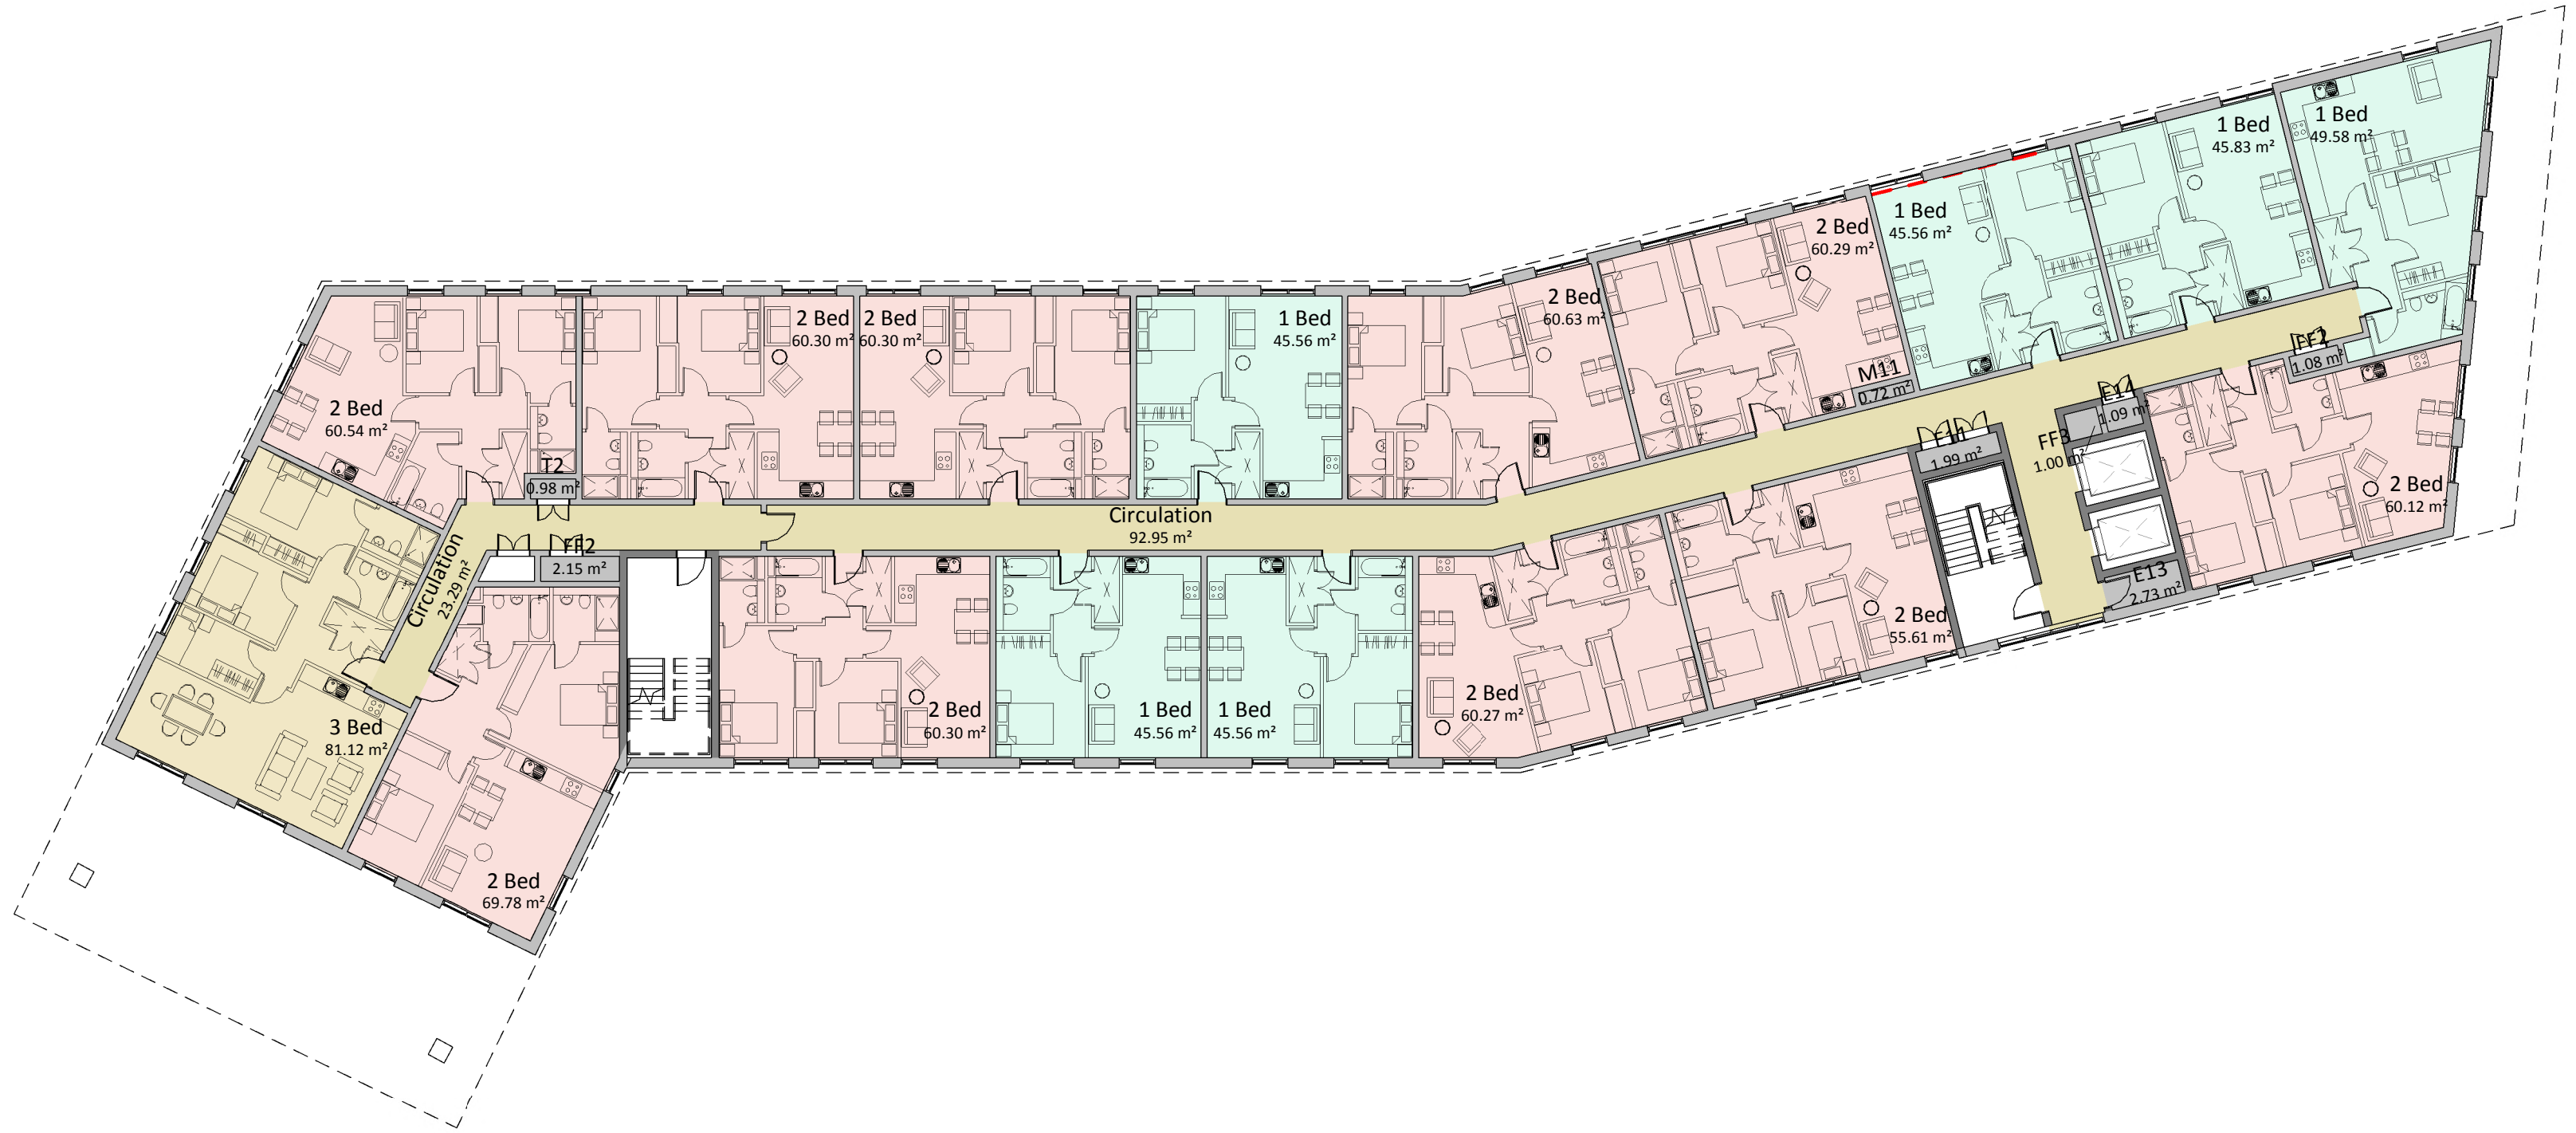 1 Bed
49.58 m²
1 Bed
45.83 m²
1 Bed
45.56 m²
2 Bed
60.29 m²
2 Bed
60.63 m²
1 Bed
45.56 m²
2 Bed
60.30 m²
2 Bed
60.30 m²
2 Bed
60.54 m²
T2
0.98 m²
M11
0.72 m²
FF2
1.08 m²
E14
1.09 m²
FF3
1.00 m²
E11
1.99 m²
2 Bed
60.12 m²
E13
2.73 m²
Circulation
92.95 m²
FF2
2.15 m²
Circulation
23.29 m²
2 Bed
55.61 m²
2 Bed
60.27 m²
1 Bed
45.56 m²
1 Bed
45.56 m²
2 Bed
60.30 m²
3 Bed
81.12 m²
2 Bed
69.78 m²